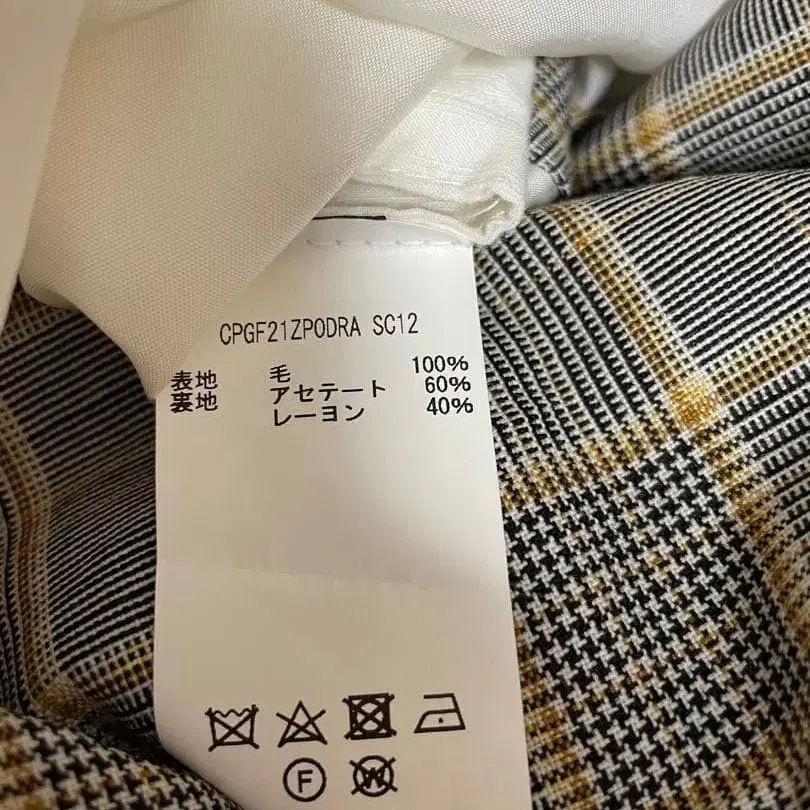 CPGF21ZPODRA SC12
表地 毛 100%
裏地 アセテート 60%
レーヨン 40%
F W